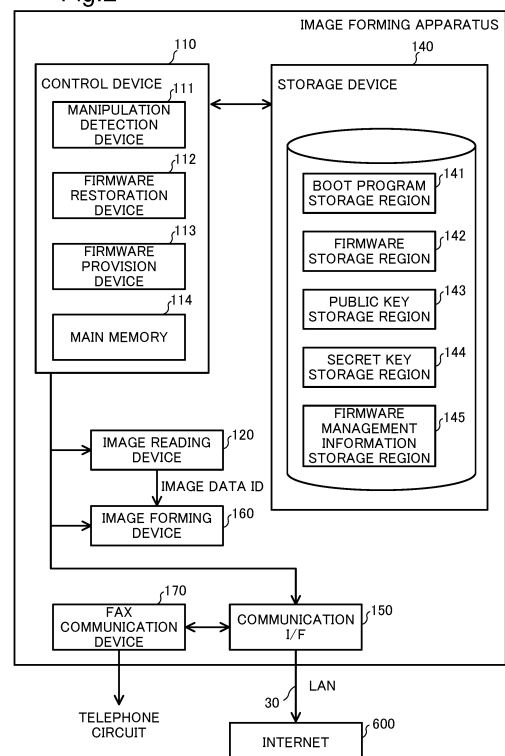 Fig.2
IMAGE FORMING APPARATUS
110
140
CONTROL DEVICE
STORAGE DEVICE
111
MANIPULATION
DETECTION
DEVICE
112
FIRMWARE
RESTORATION
DEVICE
113
FIRMWARE
PROVISION
DEVICE
114
MAIN MEMORY
141
BOOT PROGRAM
STORAGE REGION
142
FIRMWARE
STORAGE REGION
143
PUBLIC KEY
STORAGE REGION
144
SECRET KEY
STORAGE REGION
145
FIRMWARE
MANAGEMENT
INFORMATION
STORAGE REGION
120
IMAGE READING
DEVICE
IMAGE DATA ID
160
IMAGE FORMING
DEVICE
170
FAX
COMMUNICATION
DEVICE
150
COMMUNICATION
I/F
30
LAN
TELEPHONE
CIRCUIT
600
INTERNET